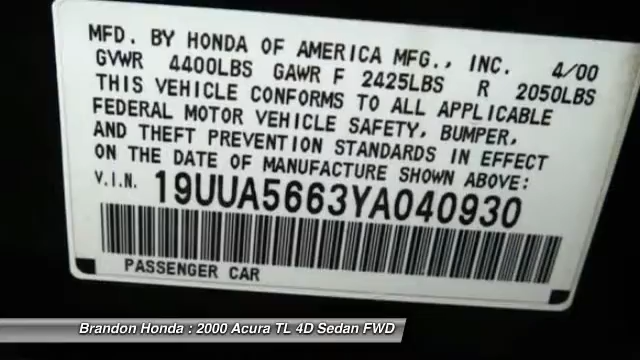 MFD. BY HONDA OF AMERICA MFG., INC. 4/00
GVWR 4400LBS GAWR F 2425LBS R 2050LBS
THIS VEHICLE CONFORMS TO ALL APPLICABLE
FEDERAL MOTOR VEHICLE SAFETY, BUMPER,
AND THEFT PREVENTION STANDARDS IN EFFECT
ON THE DATE OF MANUFACTURE SHOWN ABOVE:
V.I.N. 19UUA5663YA040930
PASSENGER CAR
Brandon Honda : 2000 Acura TL 4D Sedan FWD